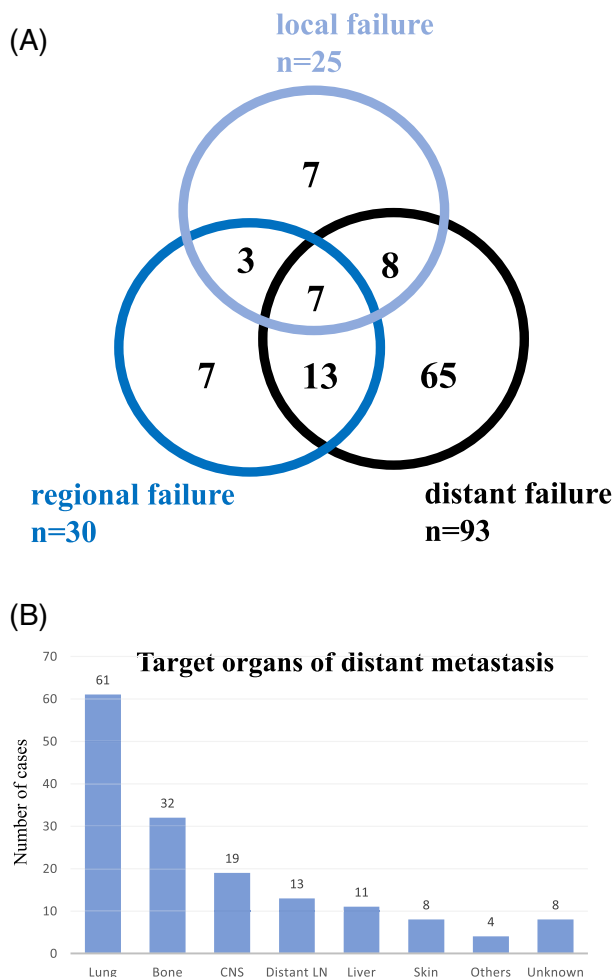 (A)
local failure
n=25
7
3
8
7
7
13
65
regional failure
n=30
distant failure
n=93
(B)
Target organs of distant metastasis
Number of cases
70
60
50
40
30
20
10
0
61
32
19
13
11
8
4
8
Lung Bone CNS Distant LN Liver Skin Others Unknown